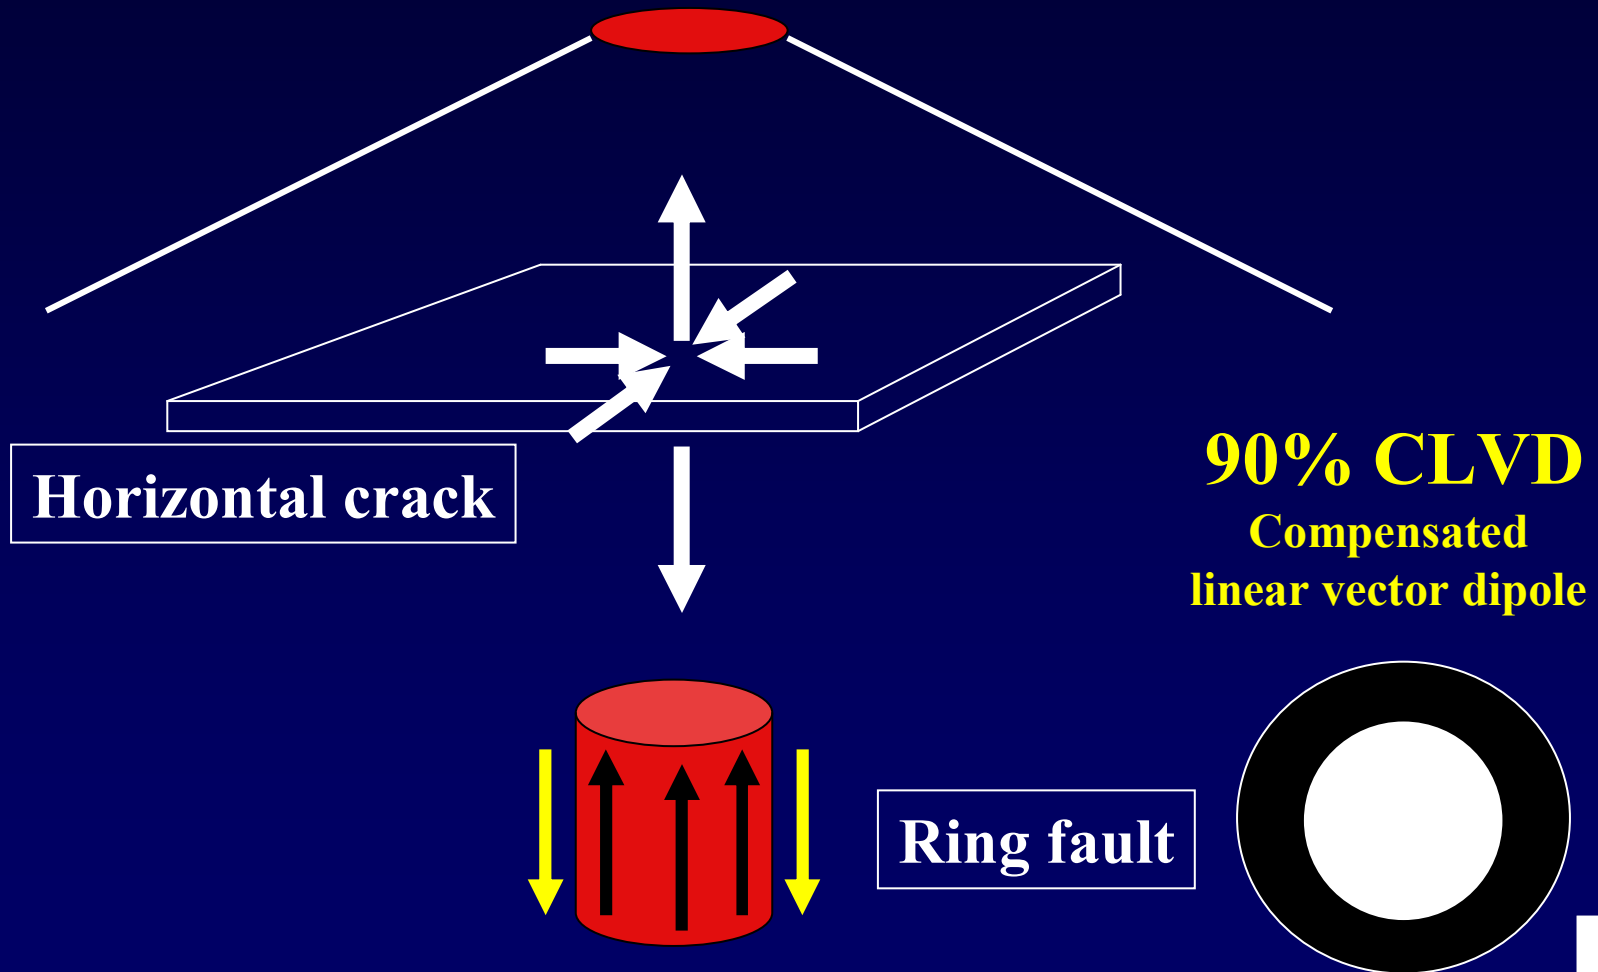 Horizontal crack
90% CLVD
Compensated
linear vector dipole
Ring fault